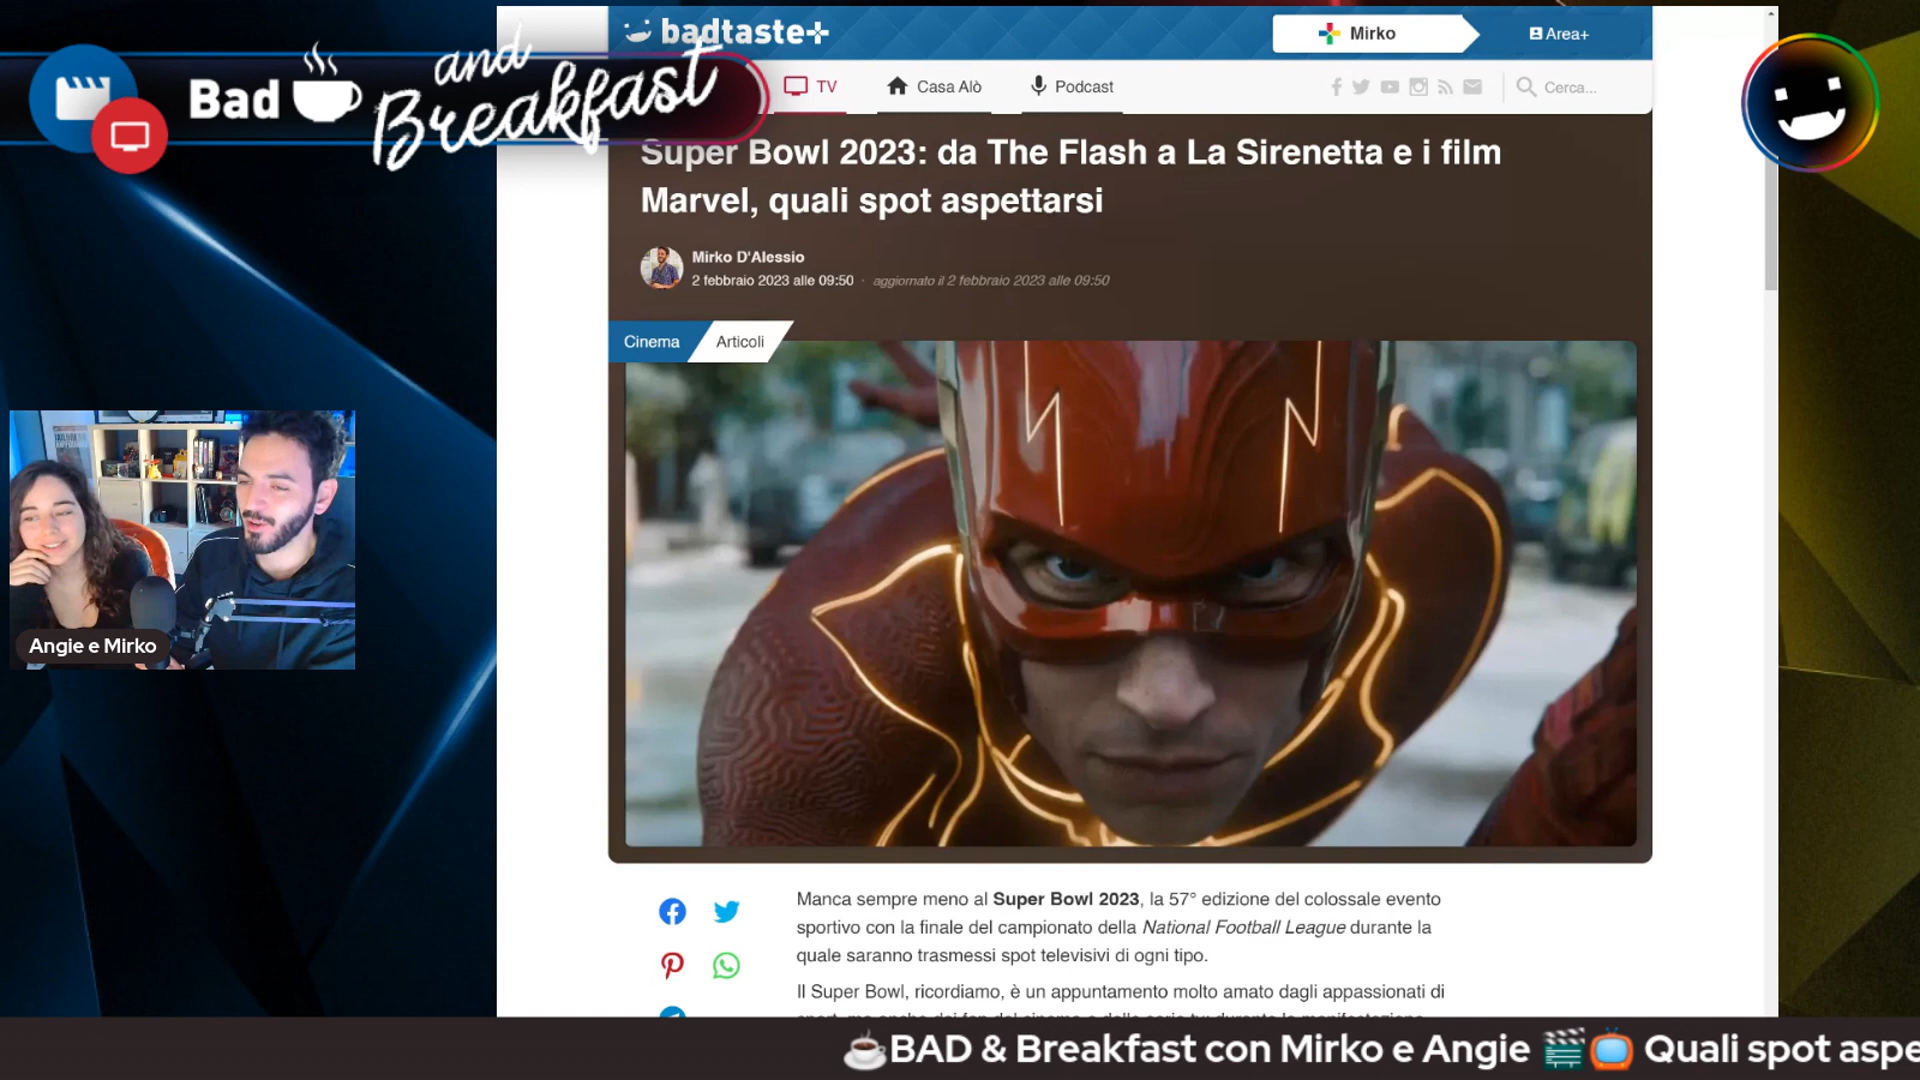 badtaste+
Mirko
Area+
Bad and Breakfast
TV
Casa Alò
Podcast
Cerca...
Super Bowl 2023: da The Flash a La Sirenetta e i film
Marvel, quali spot aspettarsi
Mirko D'Alessio
2 febbraio 2023 alle 09:50 · aggiornato il 2 febbraio 2023 alle 09:50
Cinema
Articoli
Angie e Mirko
Manca sempre meno al Super Bowl 2023, la 57° edizione del colossale evento
sportivo con la finale del campionato della National Football League durante la
quale saranno trasmessi spot televisivi di ogni tipo.
Il Super Bowl, ricordiamo, è un appuntamento molto amato dagli appassionati di
☕BAD & Breakfast con Mirko e Angie 🎬📺 Quali spot aspe